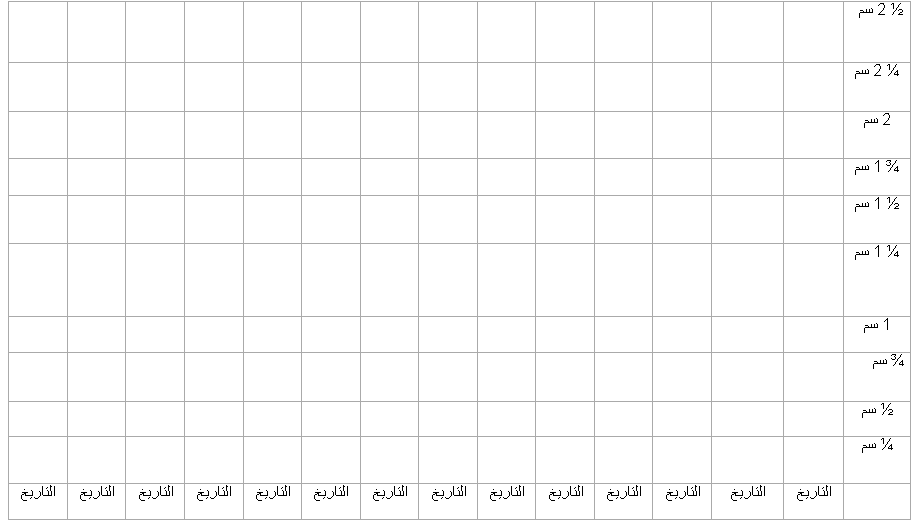 2 ½ سم
2 ¼ سم
2 سم
1 ¾ سم
1 ½ سم
1 ¼ سم
1 سم
¾ سم
½ سم
¼ سم
التاريخ التاريخ التاريخ التاريخ التاريخ التاريخ التاريخ التاريخ التاريخ التاريخ التاريخ التاريخ التاريخ التاريخ